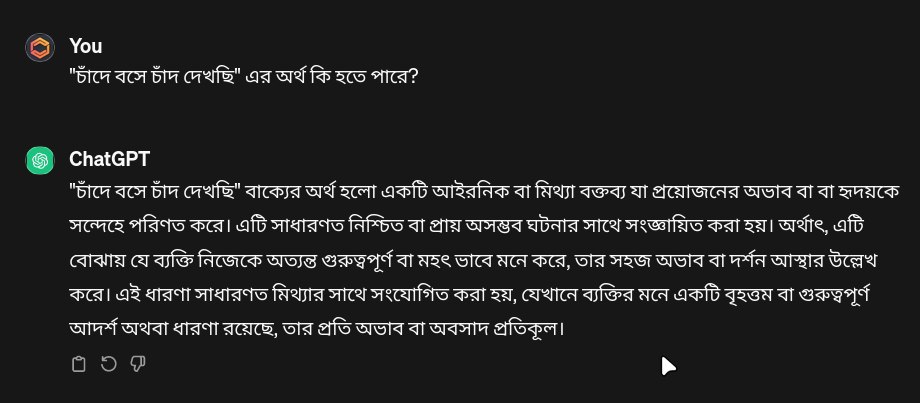 You
"চাঁদে বসে চাঁদ দেখছি" এর অর্থ কি হতে পারে?
ChatGPT
"চাঁদে বসে চাঁদ দেখছি" বাক্যের অর্থ হলো একটি আইরনিক বা মিথ্যা বক্তব্য যা প্রয়োজনের অভাব বা বা হৃদয়কে
সন্দেহে পরিণত করে। এটি সাধারণত নিশ্চিত বা প্রায় অসম্ভব ঘটনার সাথে সংজ্ঞায়িত করা হয়। অর্থাৎ, এটি
বোঝায় যে ব্যক্তি নিজেকে অত্যন্ত গুরুত্বপূর্ণ বা মহৎ ভাবে মনে করে, তার সহজ অভাব বা দর্শন আস্থার উল্লেখ
করে। এই ধারণা সাধারণত মিথ্যার সাথে সংযোগিত করা হয়, যেখানে ব্যক্তির মনে একটি বৃহত্তম বা গুরুত্বপূর্ণ
আদর্শ অথবা ধারণা রয়েছে, তার প্রতি অভাব বা অবসাদ প্রতিকূল।